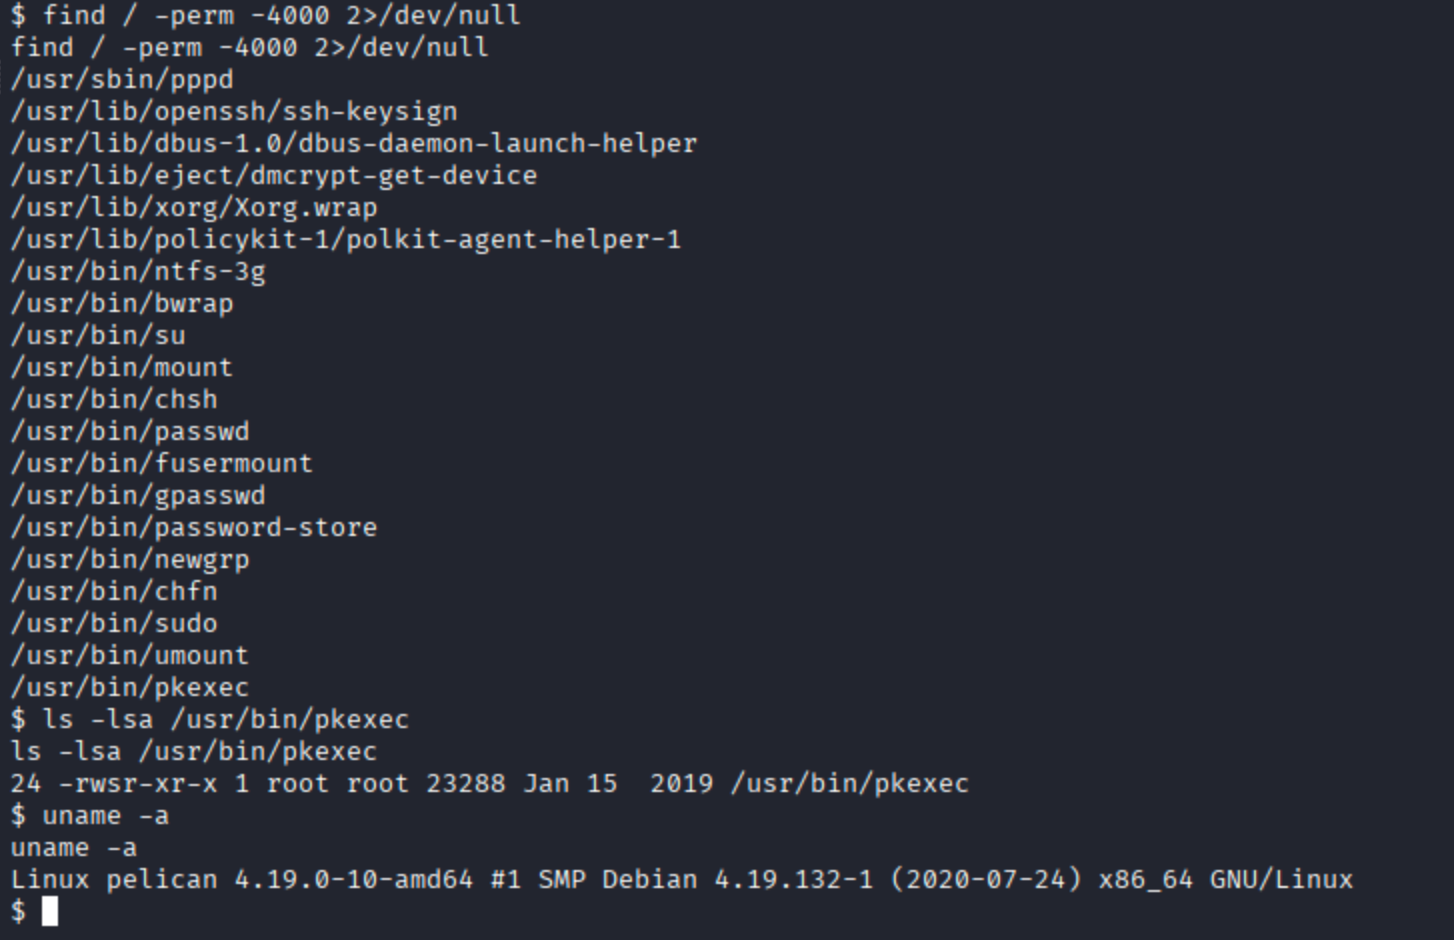 $ find / -perm -4000 2>/dev/null
find / -perm -4000 2>/dev/null
/usr/sbin/pppd
/usr/lib/openssh/ssh-keysign
/usr/lib/dbus-1.0/dbus-daemon-launch-helper
/usr/lib/eject/dmcrypt-get-device
/usr/lib/xorg/Xorg.wrap
/usr/lib/policykit-1/polkit-agent-helper-1
/usr/bin/ntfs-3g
/usr/bin/bwrap
/usr/bin/su
/usr/bin/mount
/usr/bin/chsh
/usr/bin/passwd
/usr/bin/fusermount
/usr/bin/gpasswd
/usr/bin/password-store
/usr/bin/newgrp
/usr/bin/chfn
/usr/bin/sudo
/usr/bin/umount
/usr/bin/pkexec
$ ls -lsa /usr/bin/pkexec
ls -lsa /usr/bin/pkexec
24 -rwsr-xr-x 1 root root 23288 Jan 15  2019 /usr/bin/pkexec
$ uname -a
uname -a
Linux pelican 4.19.0-10-amd64 #1 SMP Debian 4.19.132-1 (2020-07-24) x86_64 GNU/Linux
$